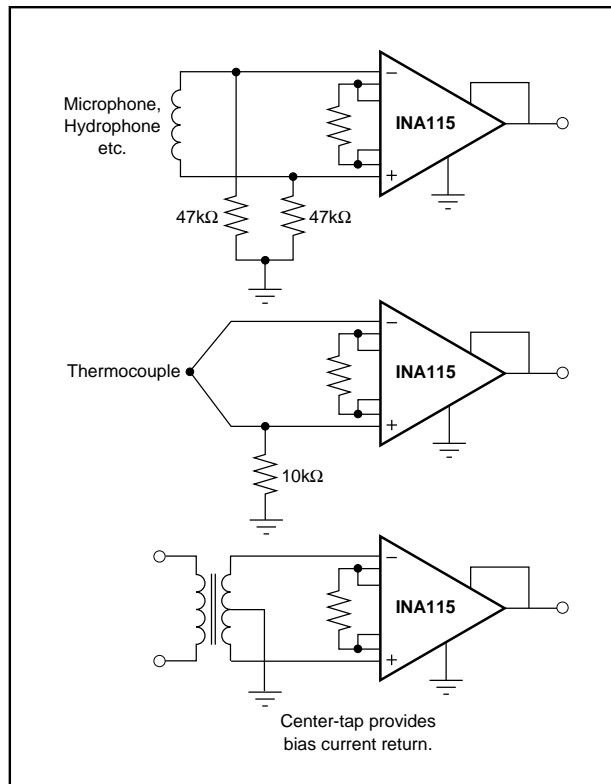 Microphone,
Hydrophone
etc.
−
INA115
+
47kΩ
47kΩ
−
Thermocouple
INA115
+
10kΩ
−
INA115
+
Center-tap provides
bias current return.